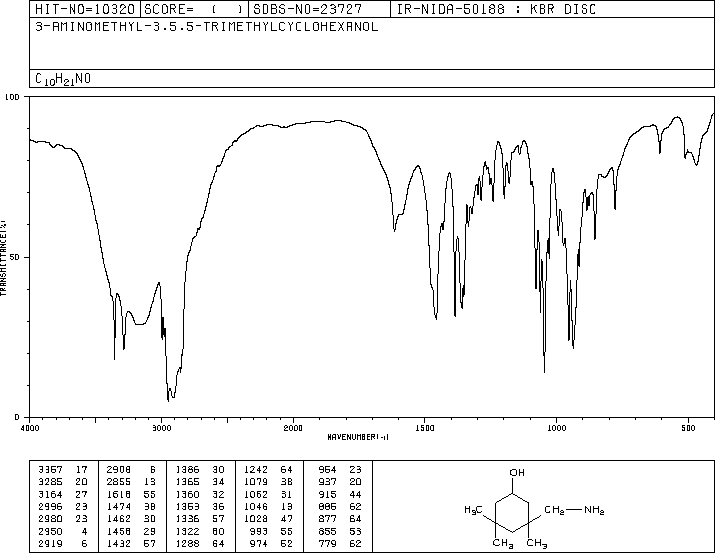 HIT-NO=10320 SCORE= ( ) SDBS-NO=23727 IR-NIDA-50188 : KBR DISC
3-AMINOMETHYL-3.5.5-TRIMETHYLCYCLOHEXANOL
C10H21NO
100
50
0
TRANSMITTANCE(%)
4000 3000 2000 1500 1000 500
WAVENUMBER(-1)
3357 17 2908 6 1386 30 1242 64 954 23
3285 20 2855 13 1365 34 1079 38 937 20
3164 27 1618 55 1360 32 1062 31 915 44
2996 23 1474 38 1353 36 1046 13 885 62
2980 23 1462 30 1336 57 1028 47 877 64
2950 4 1458 29 1322 60 993 55 855 53
2919 6 1432 57 1288 64 974 52 779 62
OH
H3C CH2 NH2
CH3 CH3